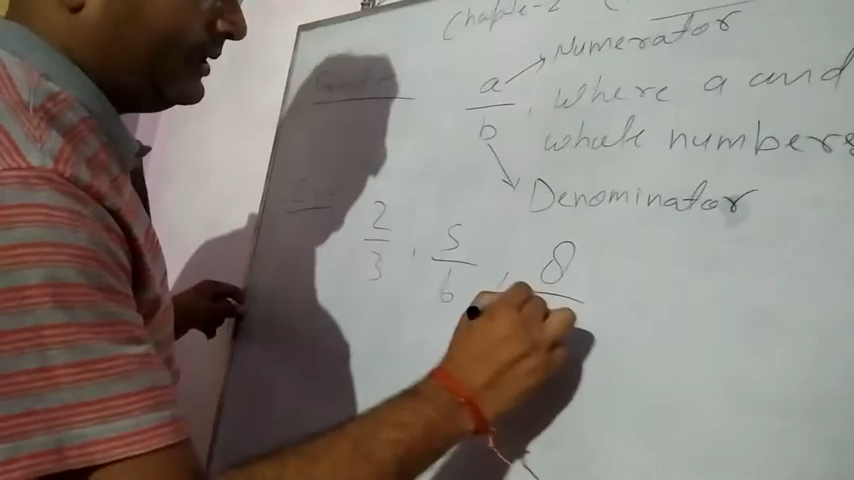 Chapter-2
Numerator
a/b, where a and
whole numbers
Denominator
2/3, 5/6, 8